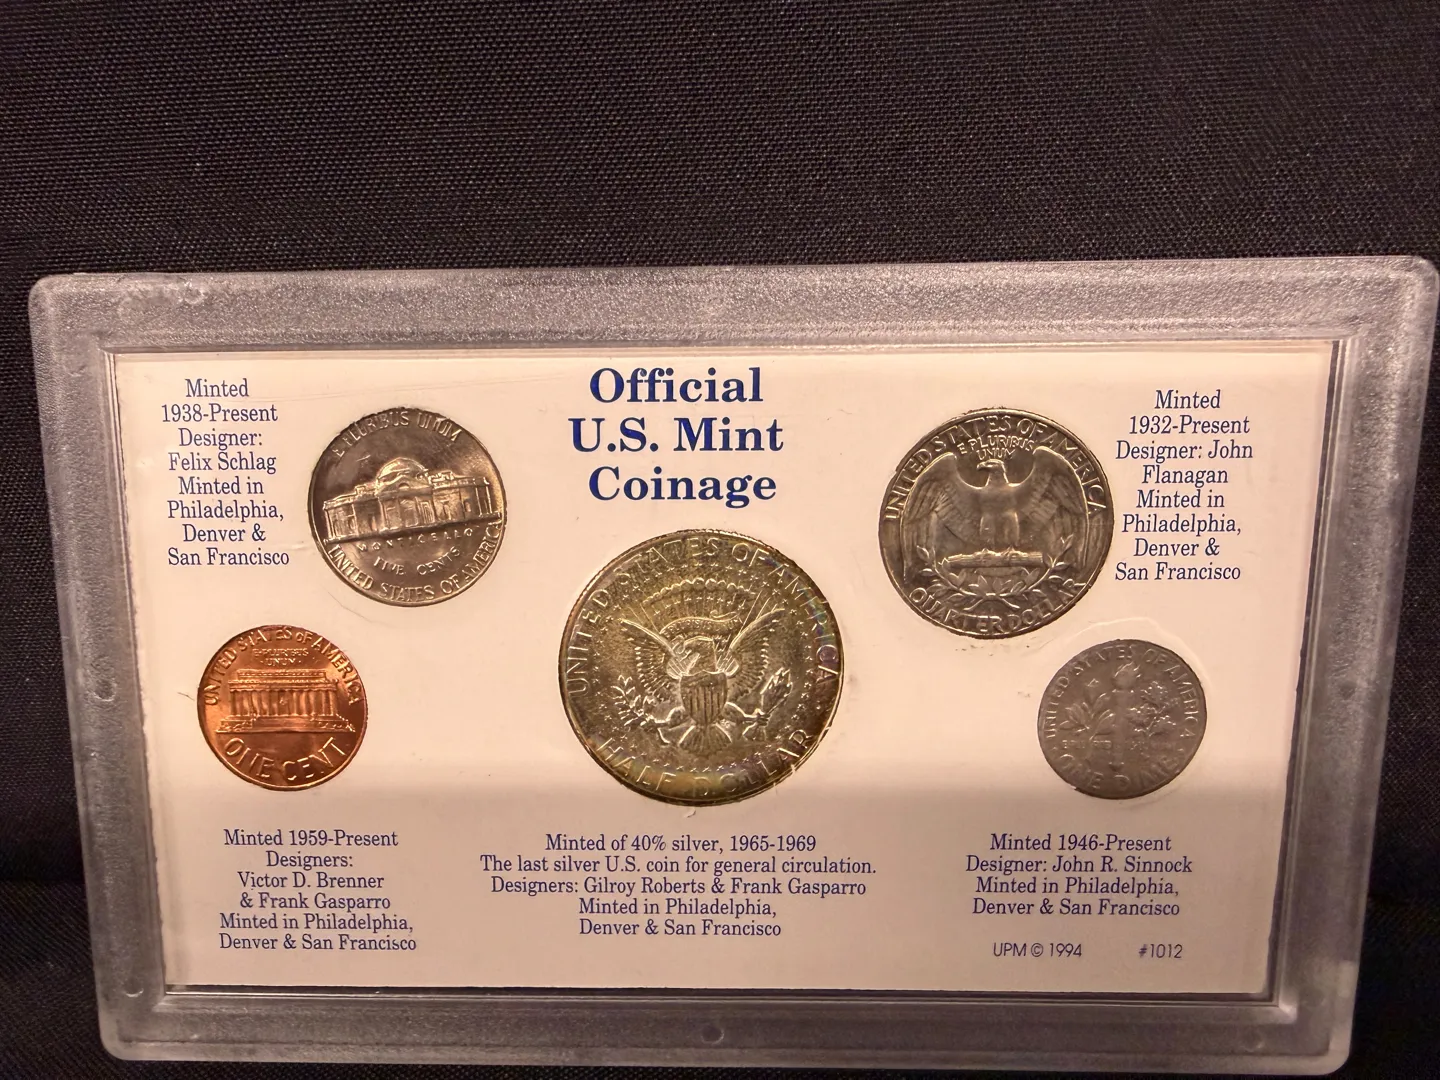 Official
U.S. Mint
Coinage
Minted
1938-Present
Designer:
Felix Schlag
Minted in
Philadelphia,
Denver &
San Francisco
E PLURIBUS UNUM
MONTICELLO
FIVE CENTS
UNITED STATES OF AMERICA
Minted
1932-Present
Designer: John
Flanagan
Minted in
Philadelphia,
Denver &
San Francisco
UNITED STATES OF AMERICA
E PLURIBUS
UNUM
QUARTER DOLLAR
UNITED STATES OF AMERICA
E PLURIBUS
UNUM
ONE CENT
UNITED STATES OF AMERICA
HALF DOLLAR
UNITED STATES OF AMERICA
ONE DIME
Minted 1959-Present
Designers:
Victor D. Brenner
& Frank Gasparro
Minted in Philadelphia,
Denver & San Francisco
Minted of 40% silver, 1965-1969
The last silver U.S. coin for general circulation.
Designers: Gilroy Roberts & Frank Gasparro
Minted in Philadelphia,
Denver & San Francisco
Minted 1946-Present
Designer: John R. Sinnock
Minted in Philadelphia,
Denver & San Francisco
UPM © 1994 #1012